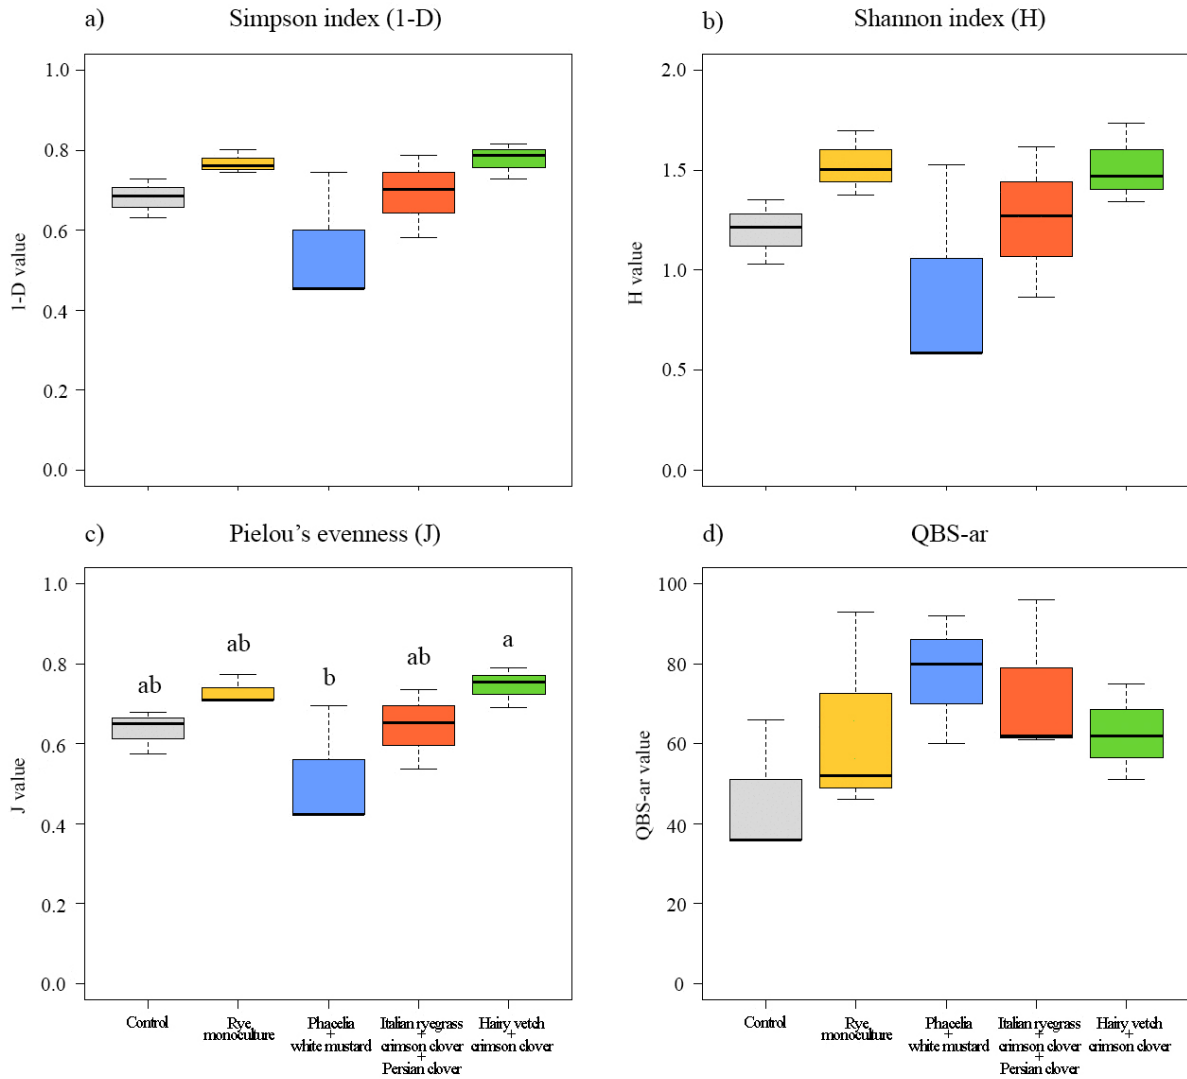 a) Simpson index (1-D)
1-D value
1.0
0.8
0.6
0.4
0.2
0.0
b) Shannon index (H)
H value
2.0
1.5
1.0
0.5
0.0
c) Pielou's evenness (J)
J value
1.0
0.8
0.6
0.4
0.2
0.0
ab
ab
b
ab
a
Control
Rye
monoculture
Phacelia
+
white mustard
Italian ryegrass
+
crimson clover
+
Persian clover
Hairy vetch
+
crimson clover
d) QBS-ar
QBS-ar value
100
80
60
40
20
0
Control
Rye
monoculture
Phacelia
+
white mustard
Italian ryegrass
+
crimson clover
+
Persian clover
Hairy vetch
+
crimson clover